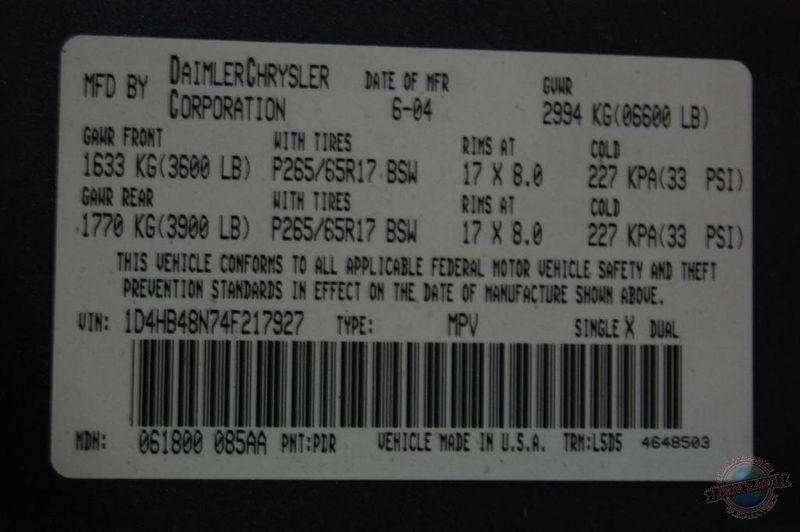 MFD BY DAIMLERCHRYSLER CORPORATION DATE OF MFR 6-04 GVWR 2994 KG(06600 LB)
GAWR FRONT WITH TIRES RIMS AT COLD
1633 KG(3600 LB) P265/65R17 BSW 17 X 8.0 227 KPA(33 PSI)
GAWR REAR WITH TIRES RIMS AT COLD
1770 KG(3900 LB) P265/65R17 BSW 17 X 8.0 227 KPA(33 PSI)
THIS VEHICLE CONFORMS TO ALL APPLICABLE FEDERAL MOTOR VEHICLE SAFETY AND THEFT
PREVENTION STANDARDS IN EFFECT ON THE DATE OF MANUFACTURE SHOWN ABOVE.
VIN: 1D4HB48N74F217927 TYPE: MPV SINGLE X DUAL
MDH: 061800 085AA PNT:PDR VEHICLE MADE IN U.S.A. TRM:L5D5 4648503